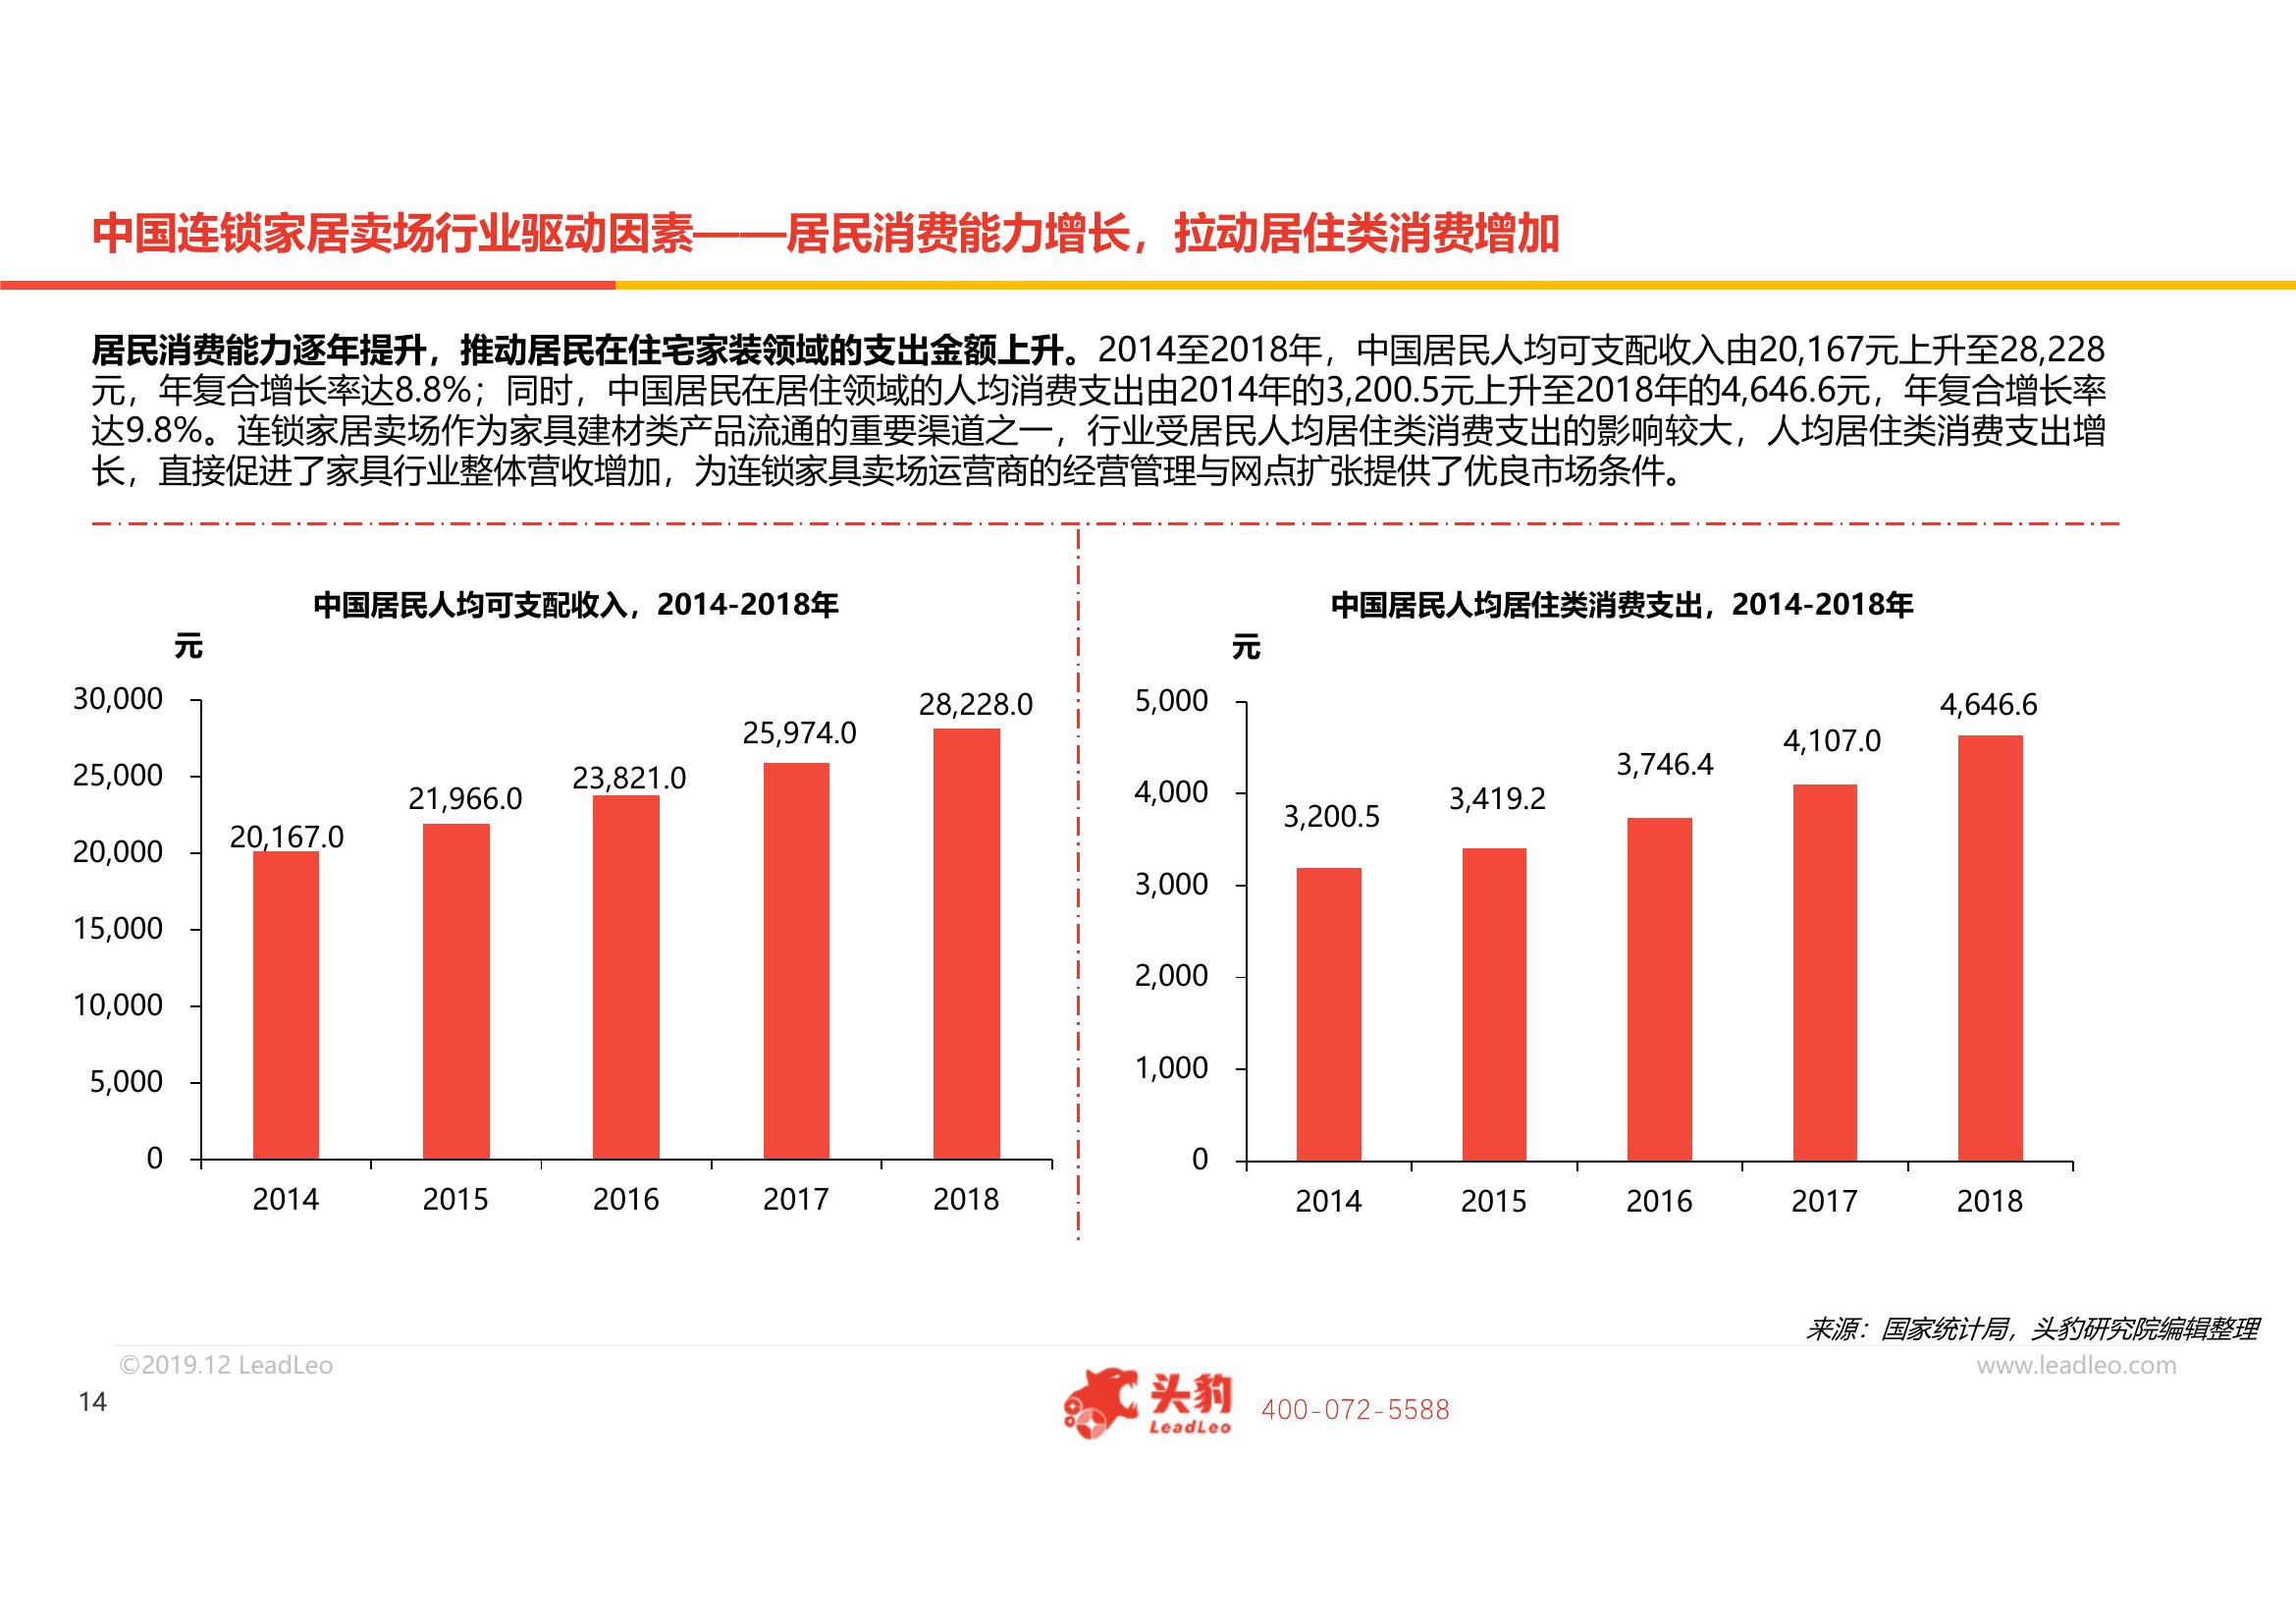 中国连锁家居卖场行业驱动因素——居民消费能力增长，拉动居住类消费增加
居民消费能力逐年提升，推动居民在住宅家装领域的支出金额上升。2014至2018年，中国居民人均可支配收入由20,167元上升至28,228
元，年复合增长率达8.8%；同时，中国居民在居住领域的人均消费支出由2014年的3,200.5元上升至2018年的4,646.6元，年复合增长率
达9.8%。连锁家居卖场作为家具建材类产品流通的重要渠道之一，行业受居民人均居住类消费支出的影响较大，人均居住类消费支出增
长，直接促进了家具行业整体营收增加，为连锁家具卖场运营商的经营管理与网点扩张提供了优良市场条件。
中国居民人均可支配收入，2014-2018年
元
30,000
25,000
20,000
15,000
10,000
5,000
0
20,167.0
21,966.0
23,821.0
25,974.0
28,228.0
2014
2015
2016
2017
2018
中国居民人均居住类消费支出，2014-2018年
元
5,000
4,000
3,000
2,000
1,000
0
3,200.5
3,419.2
3,746.4
4,107.0
4,646.6
2014
2015
2016
2017
2018
来源：国家统计局，头豹研究院编辑整理
©2019.12 LeadLeo
www.leadleo.com
14
头豹
LeadLeo
400-072-5588